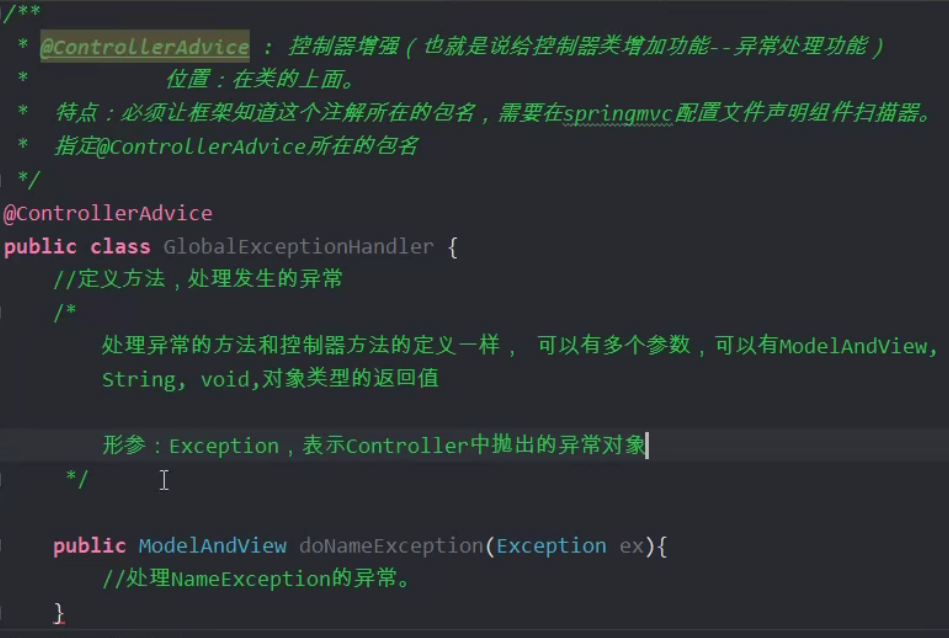 /**
* @ControllerAdvice : 控制器增强(也就是说给控制器类增加功能--异常处理功能)
* 位置:在类的上面。
* 特点:必须让框架知道这个注解所在的包名,需要在springmvc配置文件声明组件扫描器。
* 指定@ControllerAdvice所在的包名
*/
@ControllerAdvice
public class GlobalExceptionHandler {
//定义方法,处理发生的异常
/*
处理异常的方法和控制器方法的定义一样, 可以有多个参数,可以有ModelAndView,
String, void,对象类型的返回值
形参:Exception,表示Controller中抛出的异常对象
*/
public ModelAndView doNameException(Exception ex){
//处理NameException的异常。
}